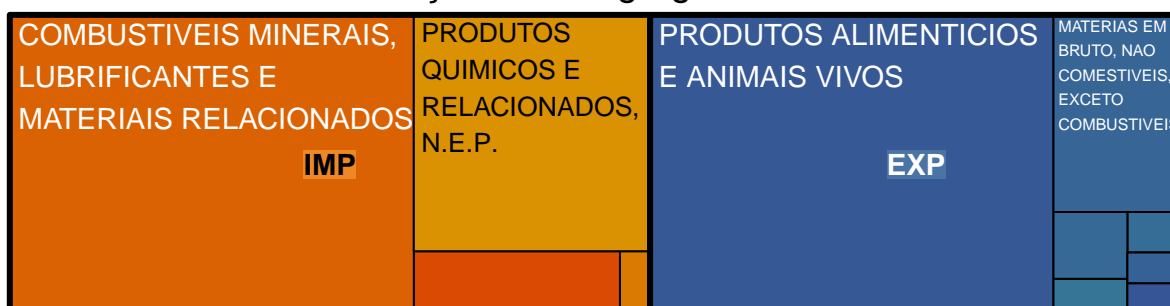 COMBUSTIVEIS MINERAIS,
LUBRIFICANTES E
MATERIAIS RELACIONADOS
IMP
PRODUTOS
QUIMICOS E
RELACIONADOS,
N.E.P.
PRODUTOS ALIMENTICIOS
E ANIMAIS VIVOS
EXP
MATERIAS EM
BRUTO, NAO
COMESTIVEIS,
EXCETO
COMBUSTIVEIS